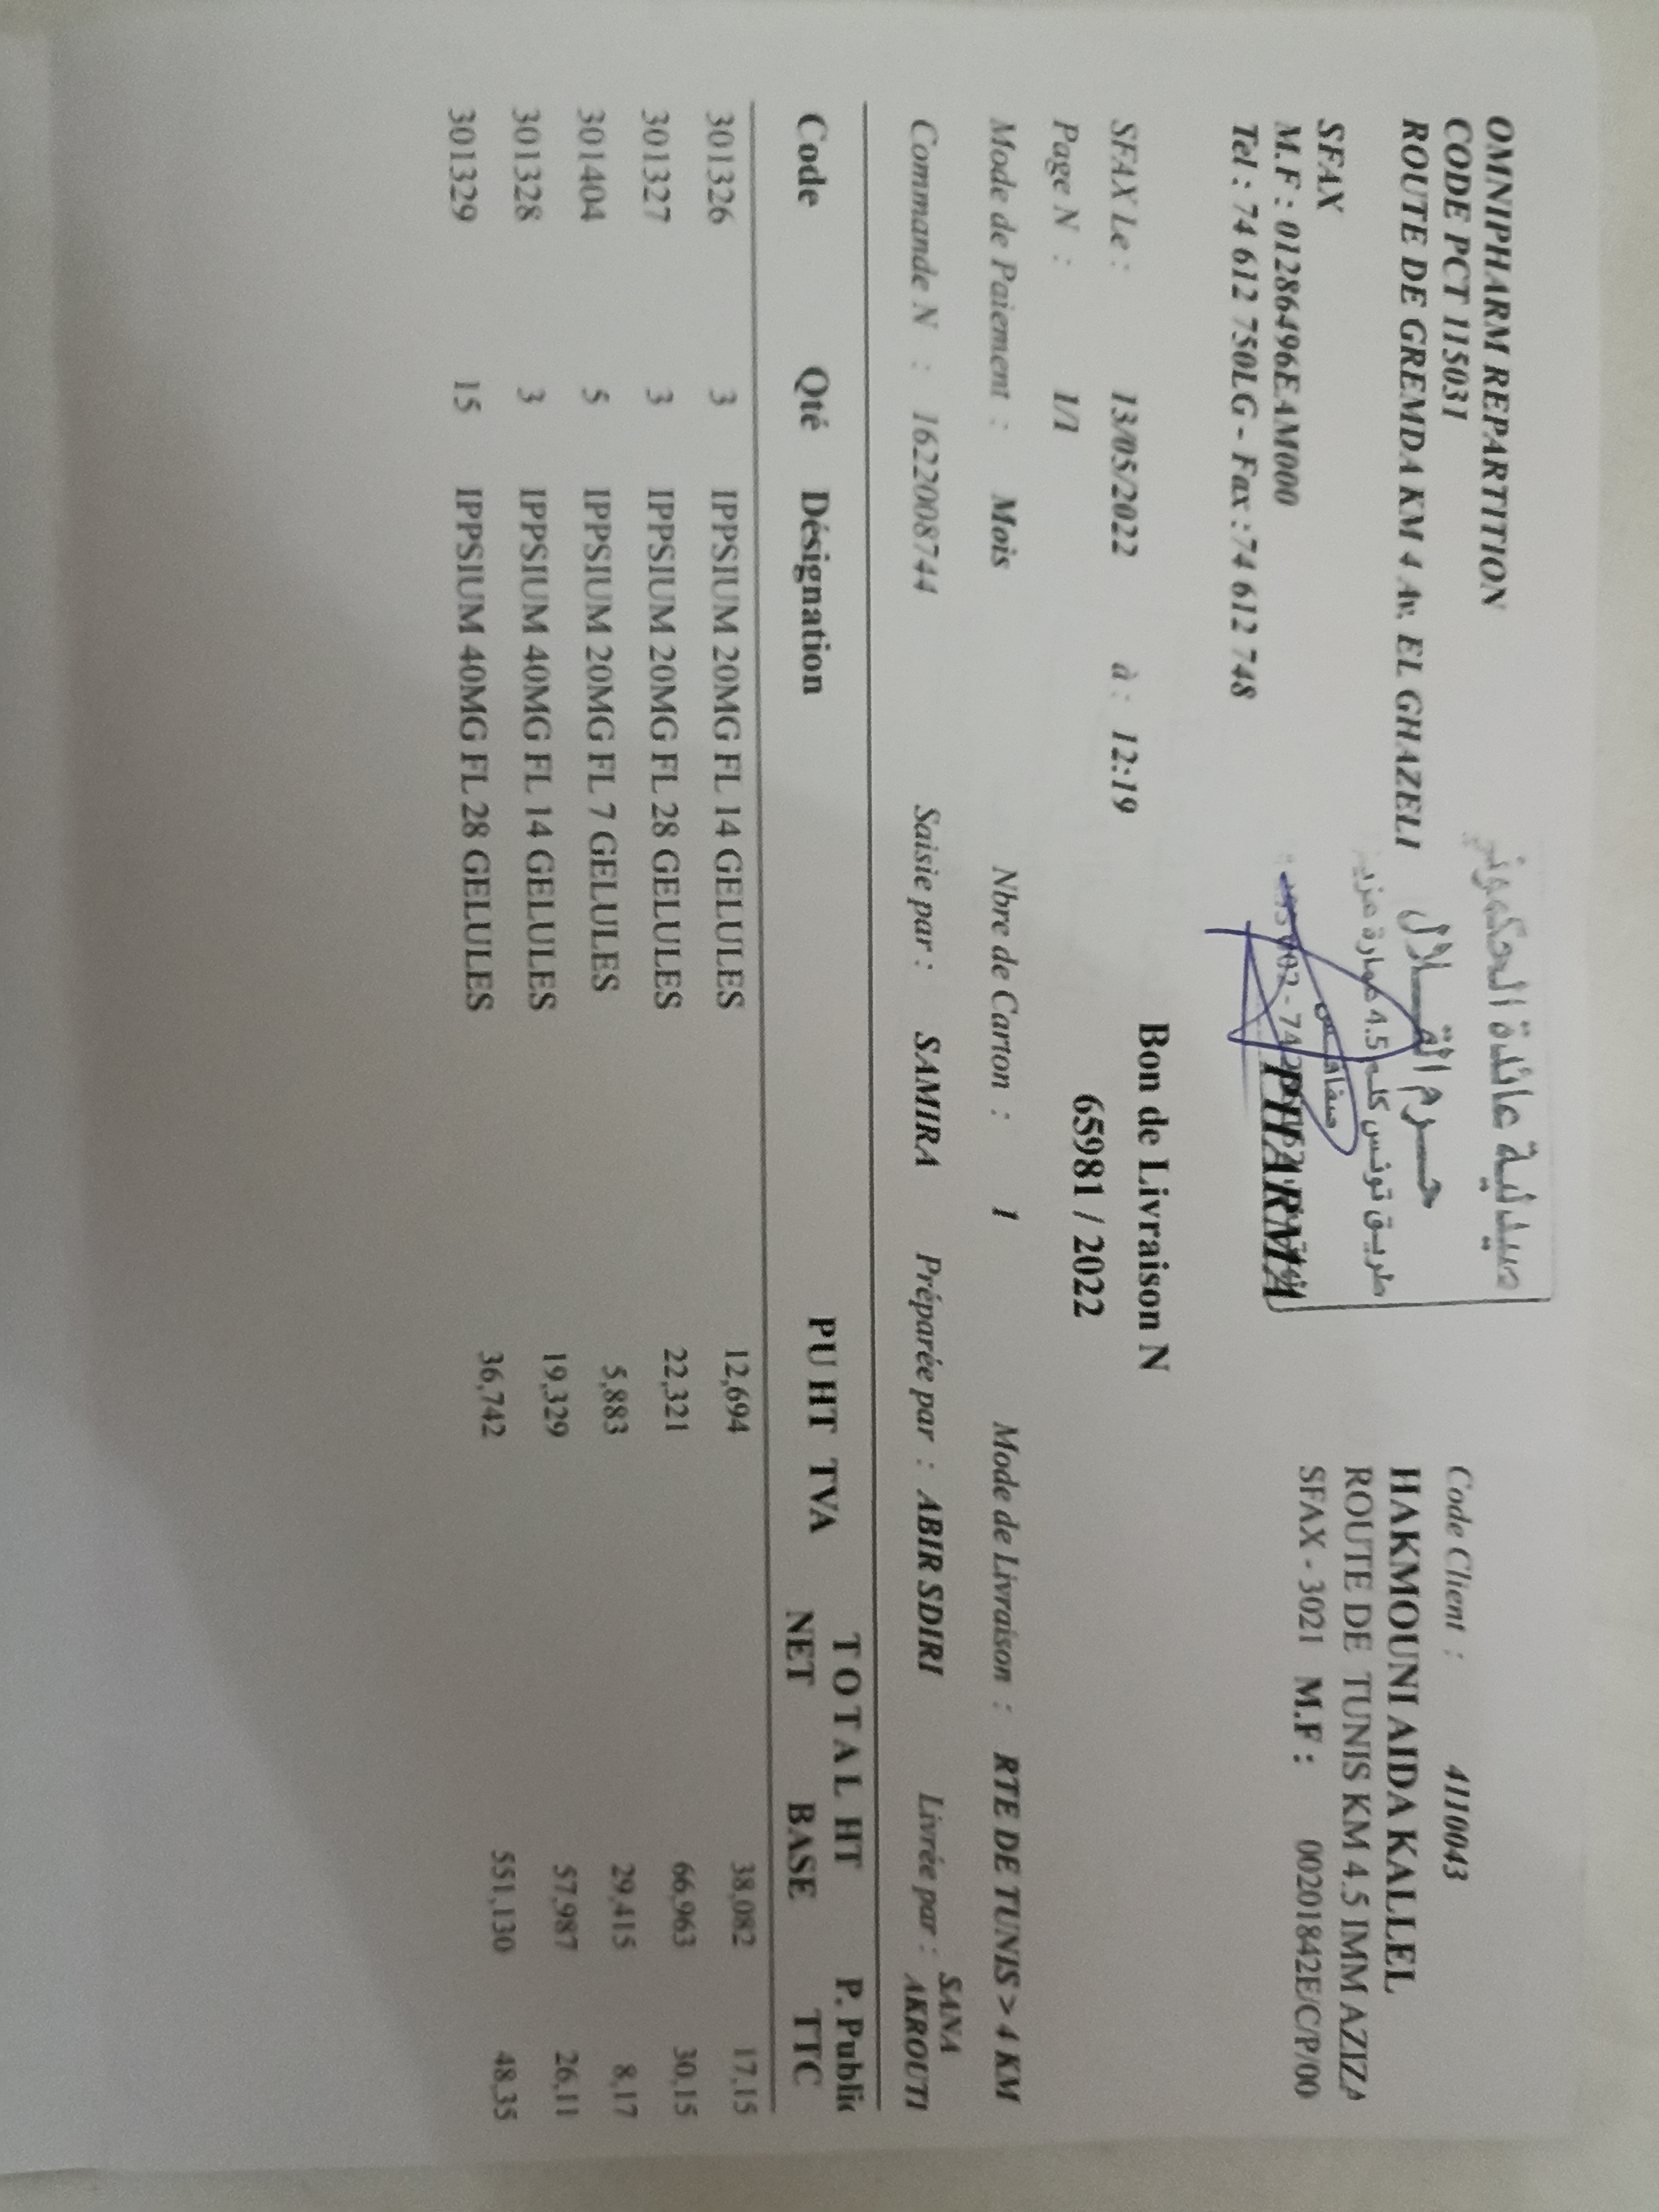 OMNIPHARM REPARTITION
CODE PCT 115031
ROUTE DE GREMDA KM 4 Av. EL GHAZELI
SFAX
M.F : 01286496EAM000
Tel : 74 612 750LG - Fax :74 612 748
صيدلية عائدة الحكموني
حرم القلال
طريق تونس كلم 4.5 عمارة عزيزة
صفاقس
PHARMA
Code Client : 4110043
HAKMOUNI AIDA KALLEL
ROUTE DE TUNIS KM 4.5 IMM AZIZA
SFAX - 3021 M.F : 00201842E/C/P/00
Bon de Livraison N
65981 / 2022
SFAX Le : 13/05/2022 à : 12:19
Page N : 1/1
Mode de Paiement : Mois Nbre de Carton : 1 Mode de Livraison : RTE DE TUNIS > 4 KM
Commande N : 1622008744 Saisie par : SAMIRA Préparée par : ABIR SDIRI Livrée par : SANA AKROUTI
Code Qté Désignation PU HT TVA TOTAL HT NET BASE P. Public TTC
301326 3 IPPSIUM 20MG FL 14 GELULES 12,694 38,082 17,15
301327 3 IPPSIUM 20MG FL 28 GELULES 22,321 66,963 30,15
301404 5 IPPSIUM 20MG FL 7 GELULES 5,883 29,415 8,17
301328 3 IPPSIUM 40MG FL 14 GELULES 19,329 57,987 26,11
301329 15 IPPSIUM 40MG FL 28 GELULES 36,742 551,130 48,35